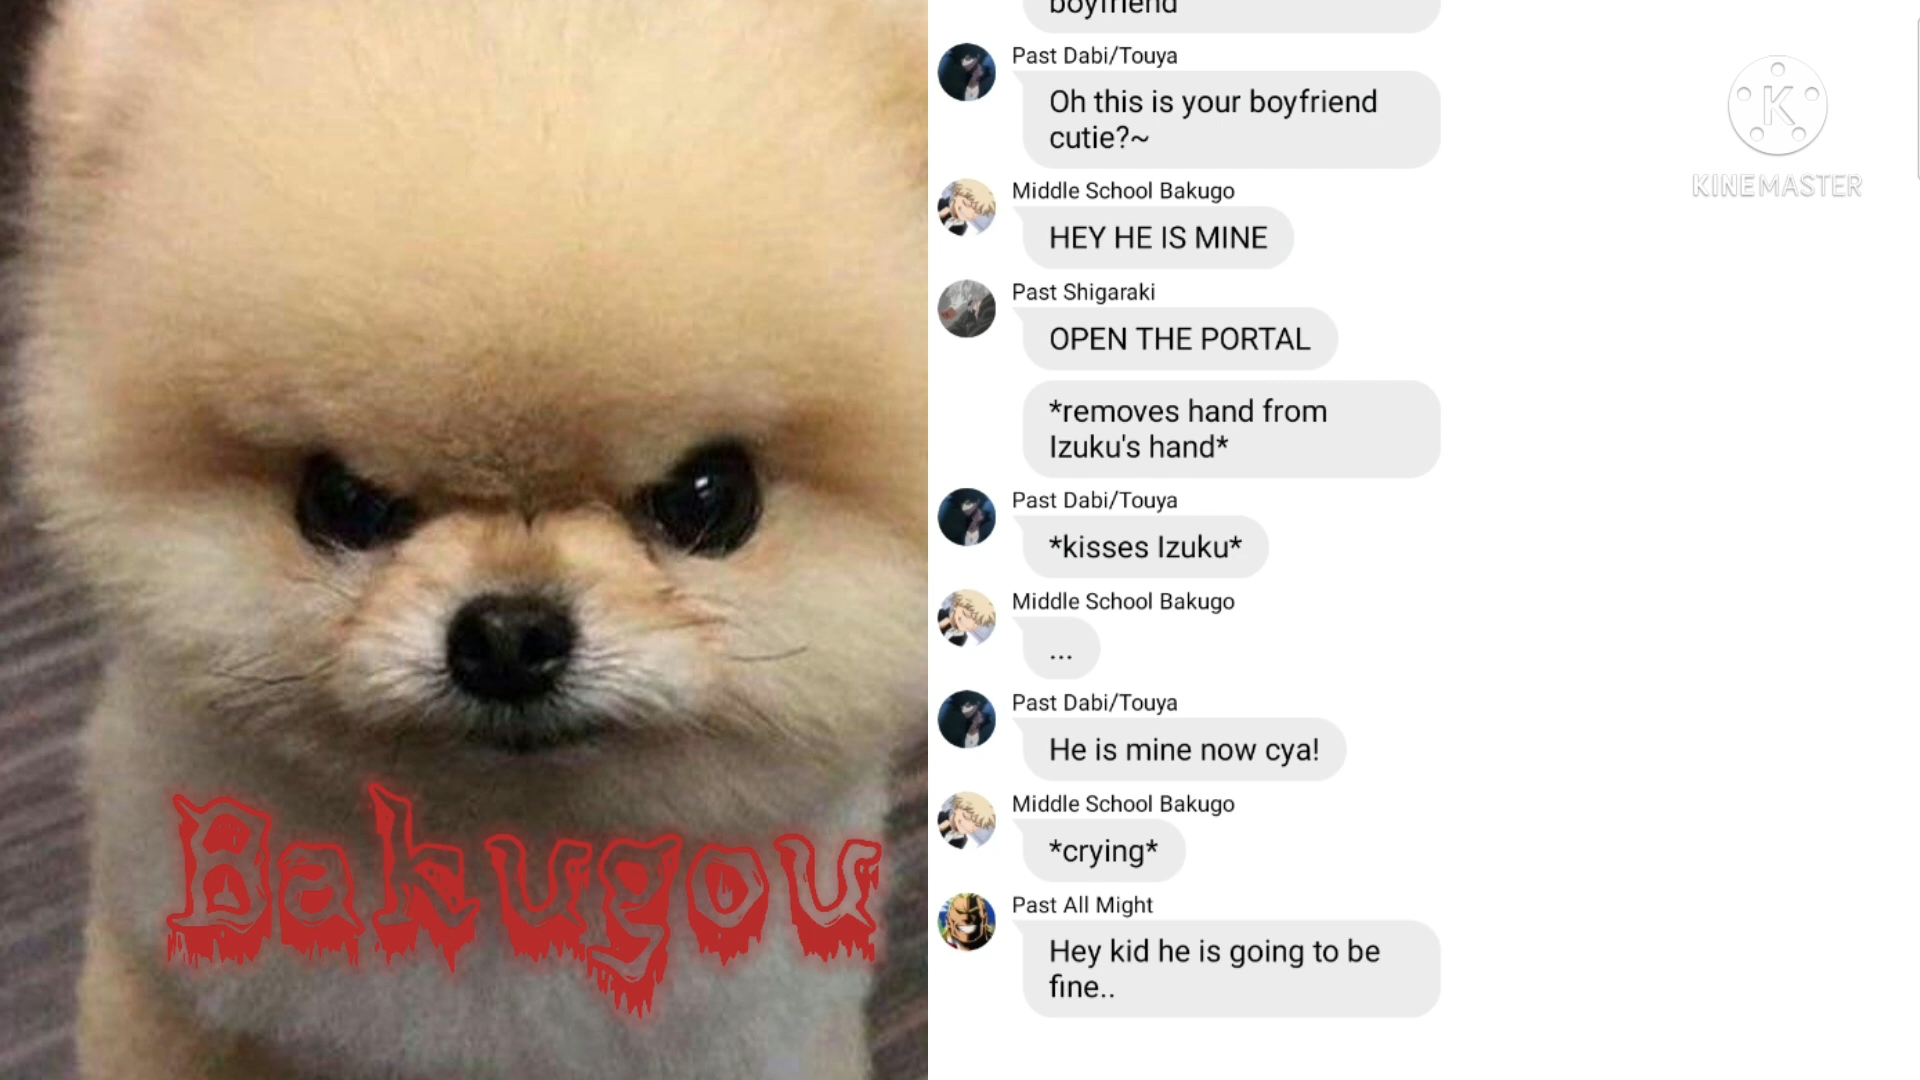 Bakugou
boyfriend
Past Dabi/Touya
Oh this is your boyfriend
cutie?~
Middle School Bakugo
HEY HE IS MINE
Past Shigaraki
OPEN THE PORTAL
*removes hand from
Izuku's hand*
Past Dabi/Touya
*kisses Izuku*
Middle School Bakugo
...
Past Dabi/Touya
He is mine now cya!
Middle School Bakugo
*crying*
Past All Might
Hey kid he is going to be
fine..
K
KINEMASTER